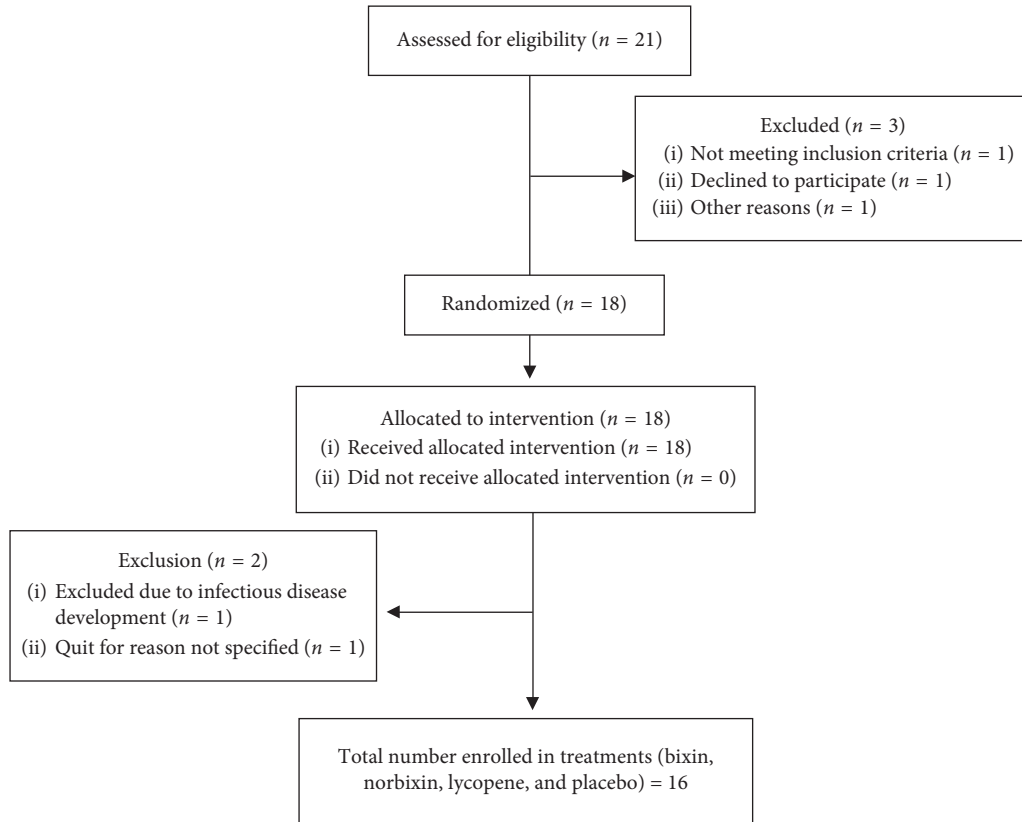 Assessed for eligibility (n = 21)
Excluded (n = 3)
(i) Not meeting inclusion criteria (n = 1)
(ii) Declined to participate (n = 1)
(iii) Other reasons (n = 1)
Randomized (n = 18)
Allocated to intervention (n = 18)
(i) Received allocated intervention (n = 18)
(ii) Did not receive allocated intervention (n = 0)
Exclusion (n = 2)
(i) Excluded due to infectious disease
development (n = 1)
(ii) Quit for reason not specified (n = 1)
Total number enrolled in treatments (bixin,
norbixin, lycopene, and placebo) = 16